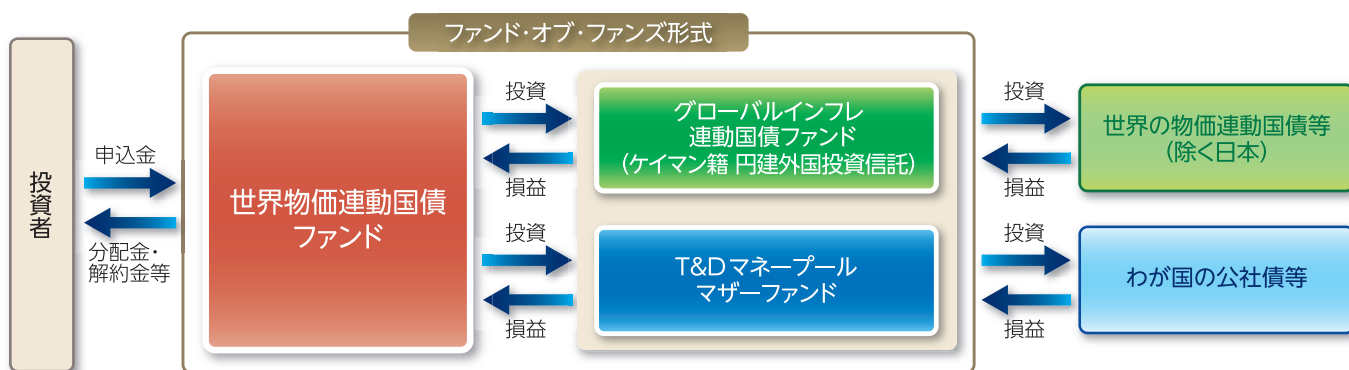 ファンド・オブ・ファンズ形式
投資者
申込金
分配金・
解約金等
世界物価連動国債
ファンド
投資
損益
投資
損益
グローバルインフレ
連動国債ファンド
(ケイマン籍 円建外国投資信託)
T&Dマネープール
マザーファンド
投資
損益
投資
損益
世界の物価連動国債等
(除く日本)
わが国の公社債等